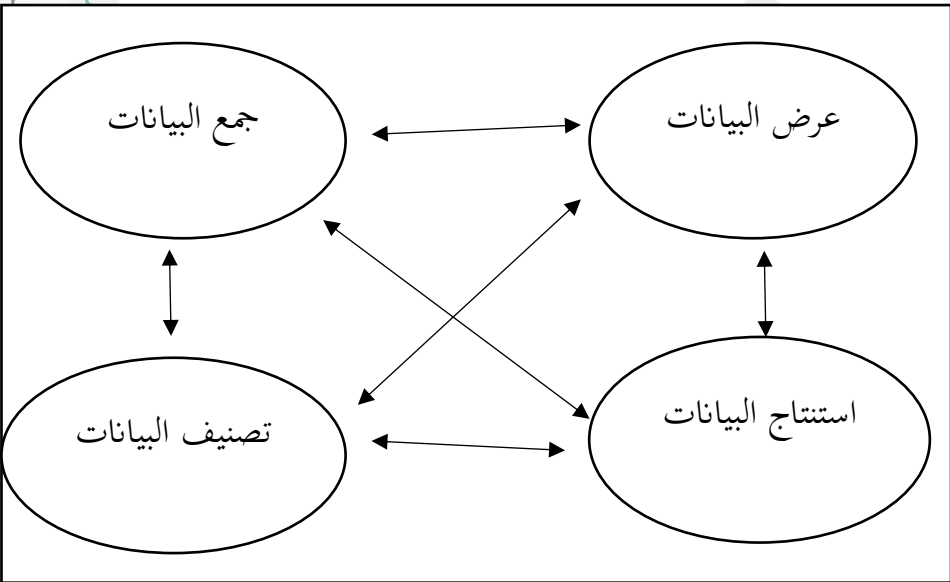 عرض البيانات
جمع البيانات
استنتاج البيانات
تصنيف البيانات